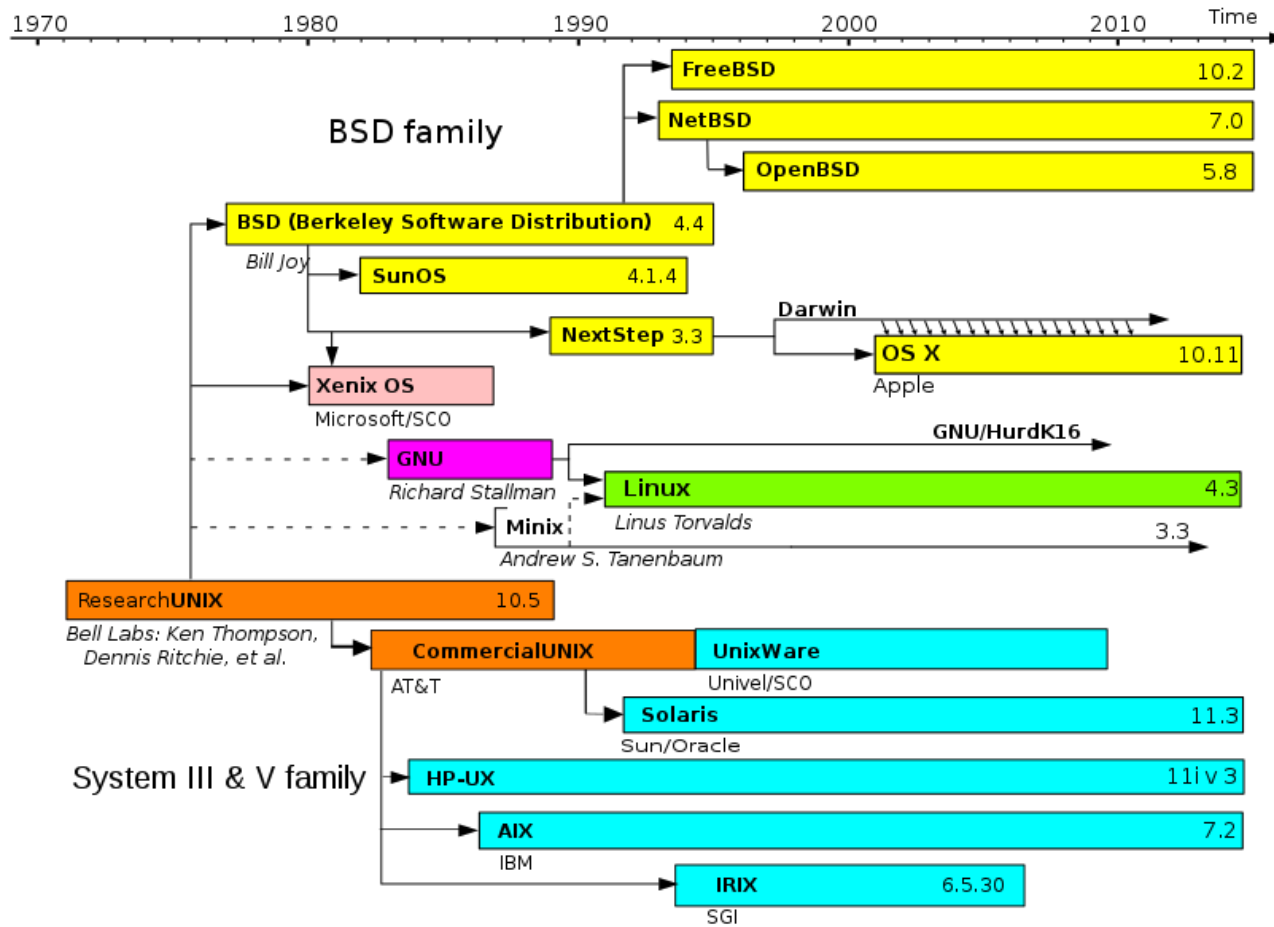 1970 1980 1990 2000 2010 Time
FreeBSD 10.2
BSD family
NetBSD 7.0
OpenBSD 5.8
BSD (Berkeley Software Distribution) 4.4
Bill Joy
SunOS 4.1.4
Darwin
NextStep 3.3
OS X 10.11
Apple
Xenix OS
Microsoft/SCO
GNU/HurdK16
GNU
Richard Stallman
Linux 4.3
Linus Torvalds
Minix 3.3
Andrew S. Tanenbaum
ResearchUNIX 10.5
Bell Labs: Ken Thompson,
Dennis Ritchie, et al.
CommercialUNIX
AT&T
UnixWare
Univel/SCO
Solaris 11.3
Sun/Oracle
System III & V family
HP-UX 11i v 3
AIX 7.2
IBM
IRIX 6.5.30
SGI